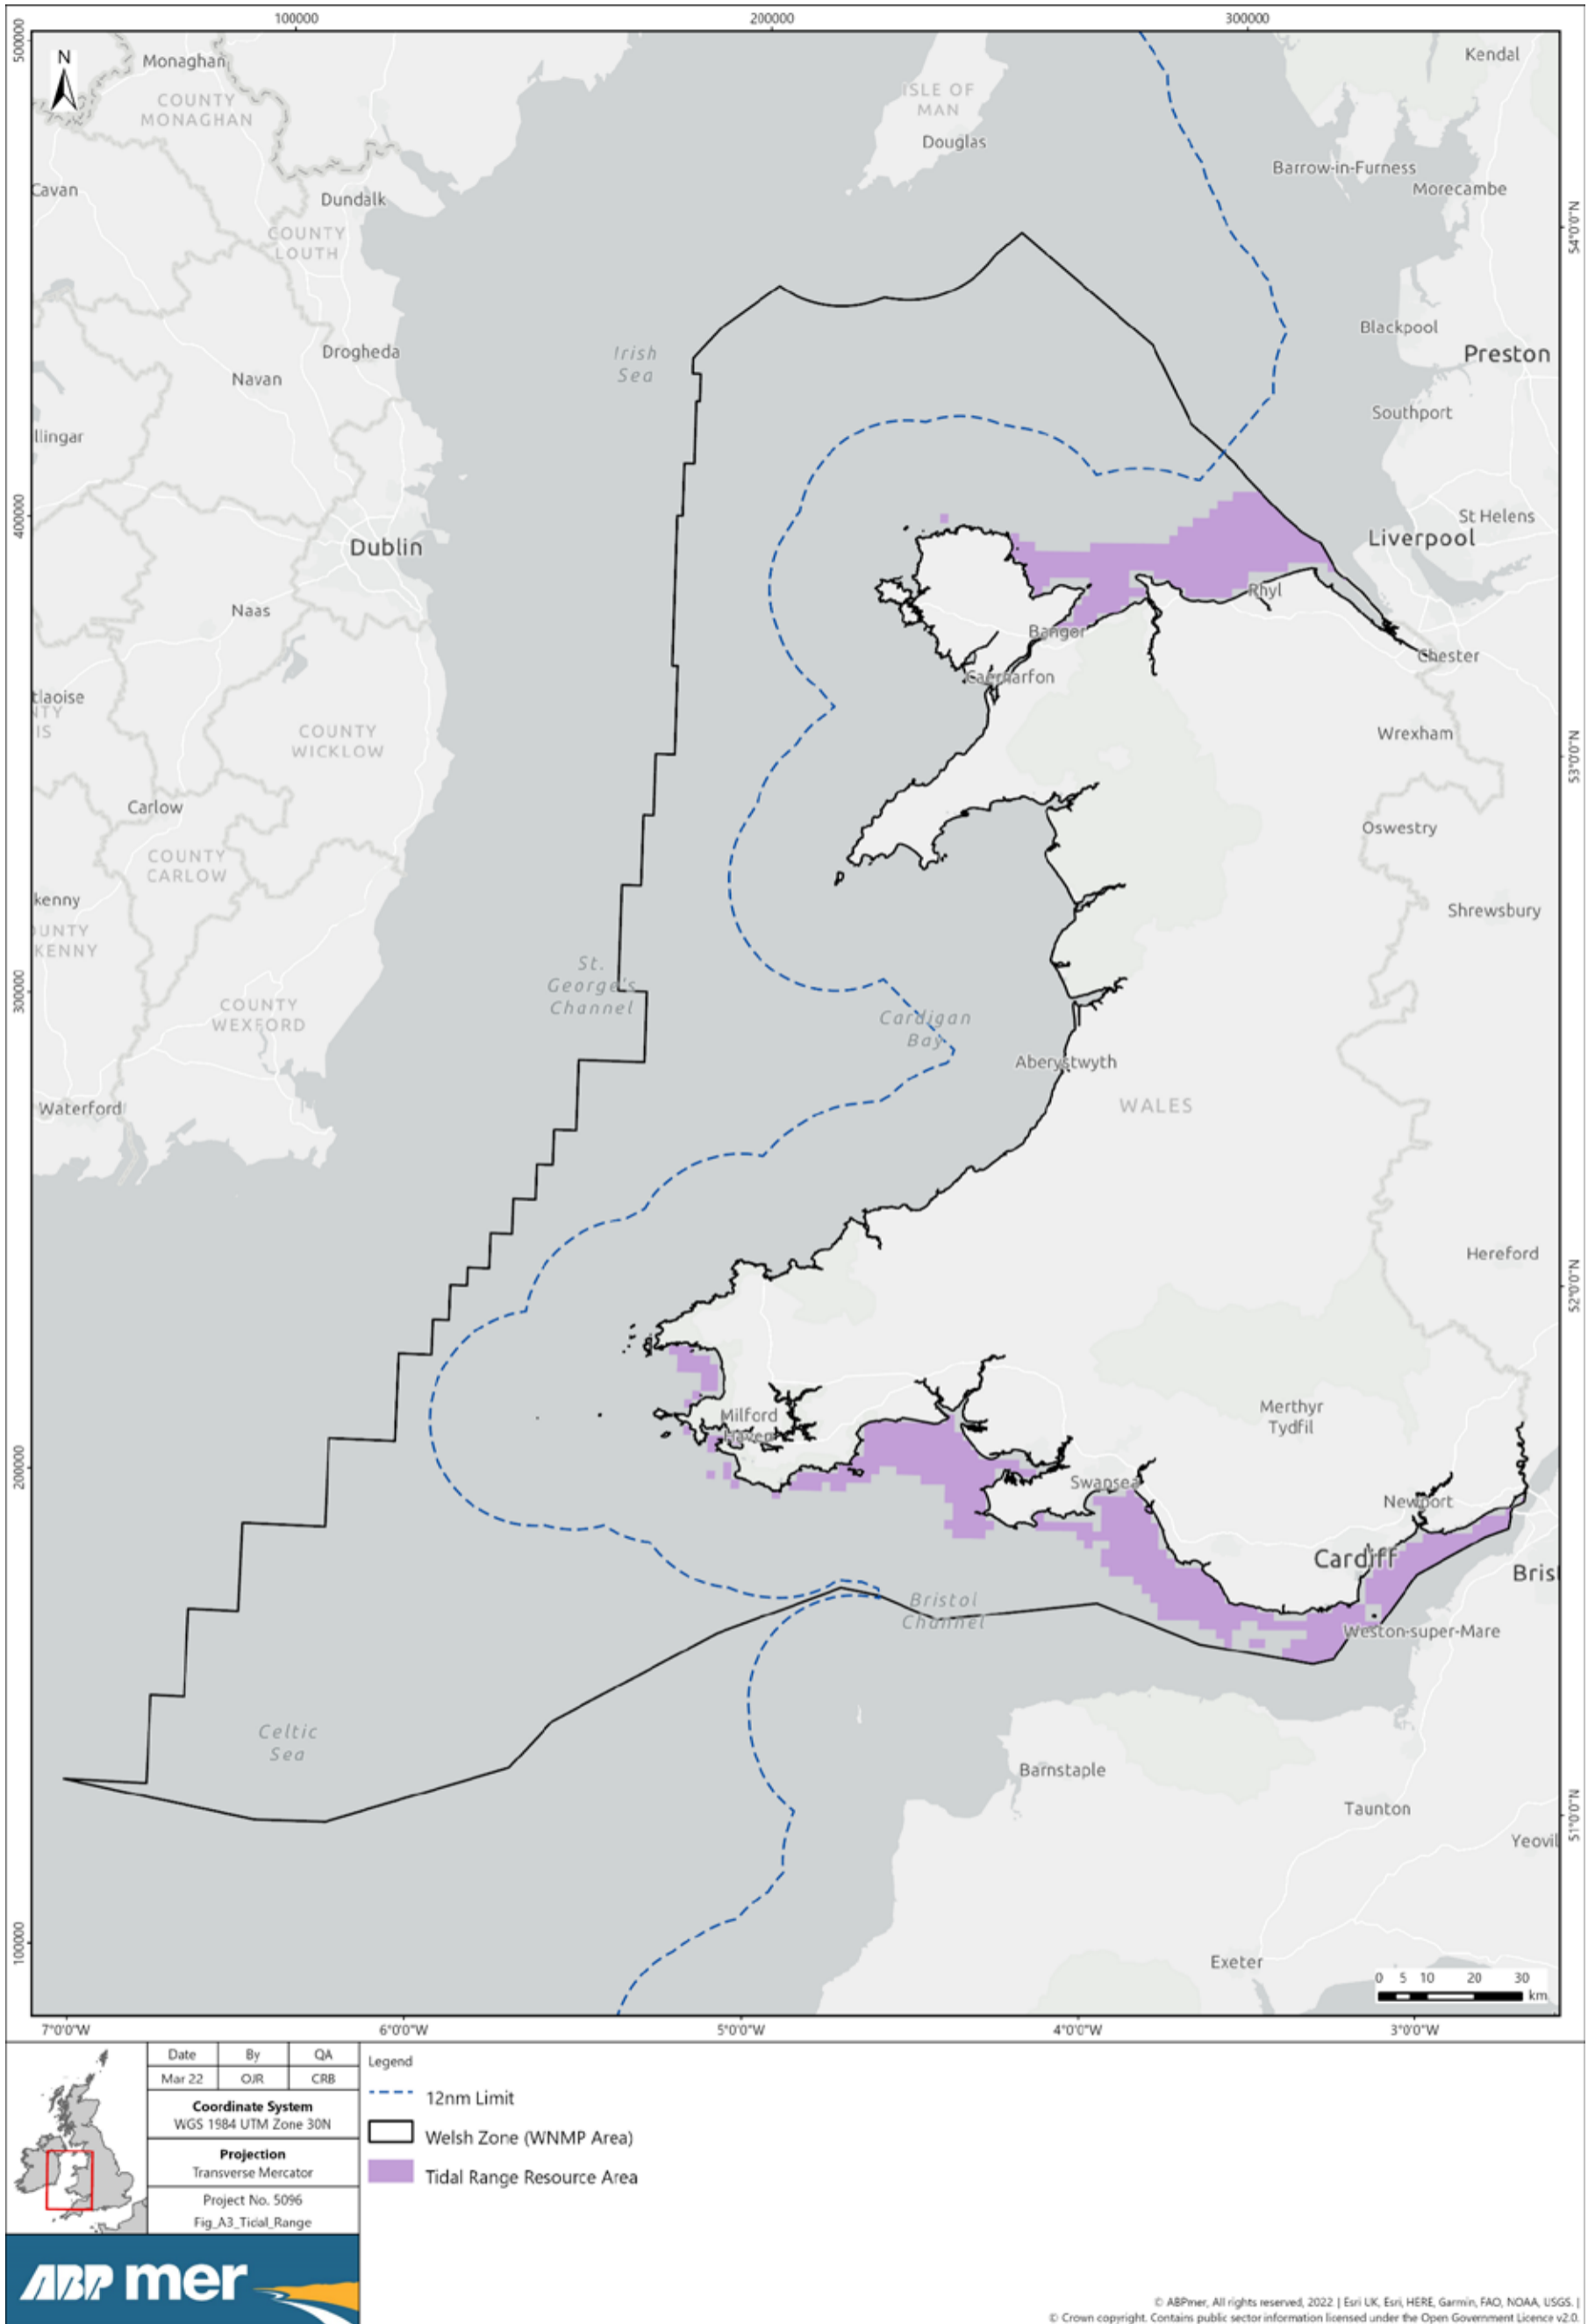 100000
200000
300000
500000
N
Monaghan
COUNTY
MONAGHAN
Kendal
ISLE OF
MAN
Douglas
Barrow-in-Furness
Morecambe
Cavan
Dundalk
54°0'0"N
COUNTY
LOUTH
Blackpool
Preston
Irish
Sea
Drogheda
Navan
Southport
llingar
400000
St Helens
Liverpool
Dublin
Rhyl
Naas
Bangor
Chester
Caernarfon
tlaoise
NTY
IS
COUNTY
WICKLOW
Wrexham
53°0'0"N
Carlow
Oswestry
COUNTY
CARLOW
kenny
Shrewsbury
OUNTY
KENNY
St.
George's
Channel
300000
COUNTY
WEXFORD
Cardigan
Bay
Aberystwyth
Waterford
WALES
Hereford
52°0'0"N
Merthyr
Tydfil
Milford
Haven
200000
Swansea
Newport
Cardiff
Brist
Bristol
Channel
Weston-super-Mare
Celtic
Sea
Barnstaple
Taunton
51°0'0"N
Yeovil
100000
Exeter
0 5 10 20 30
km
7°0'0"W
6°0'0"W
5°0'0"W
4°0'0"W
3°0'0"W
Date By QA
Mar 22 OJR CRB
Coordinate System
WGS 1984 UTM Zone 30N
Projection
Transverse Mercator
Project No. 5096
Fig_A3_Tidal_Range
ABP mer
Legend
12nm Limit
Welsh Zone (WNMP Area)
Tidal Range Resource Area
© ABPmer, All rights reserved, 2022 | Esri UK, Esri, HERE, Garmin, FAO, NOAA, USGS. |
© Crown copyright. Contains public sector information licensed under the Open Government Licence v2.0.